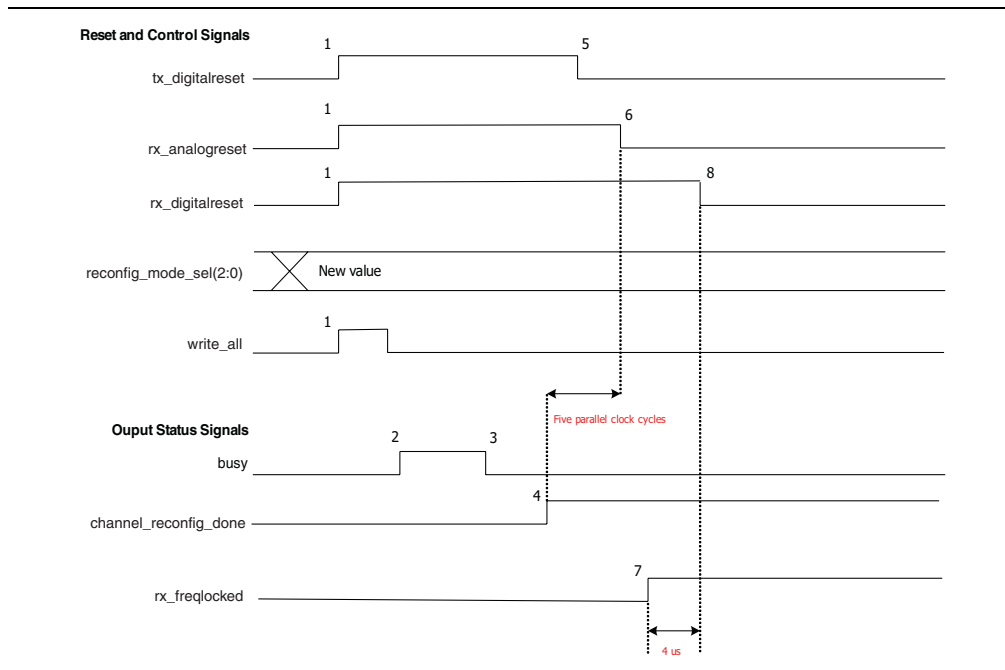 Reset and Control Signals
1
5
tx_digitalreset
1
6
rx_analogreset
1
8
rx_digitalreset
reconfig_mode_sel(2:0)
New value
1
write_all
Five parallel clock cycles
Ouput Status Signals
2
3
busy
4
channel_reconfig_done
7
rx_freqlocked
4 us